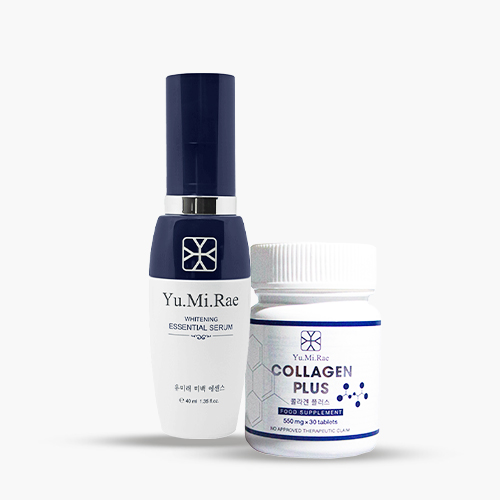 Yu.Mi.Rae
WHITENING
ESSENTIAL SERUM
유미래 미백 에센스
e 40 ml 1.35 fl.oz.
Yu.Mi.Rae
COLLAGEN
PLUS
콜라겐 플러스
FOOD SUPPLEMENT
550 mg x 30 tablets
NO APPROVED THERAPEUTIC CLAIM